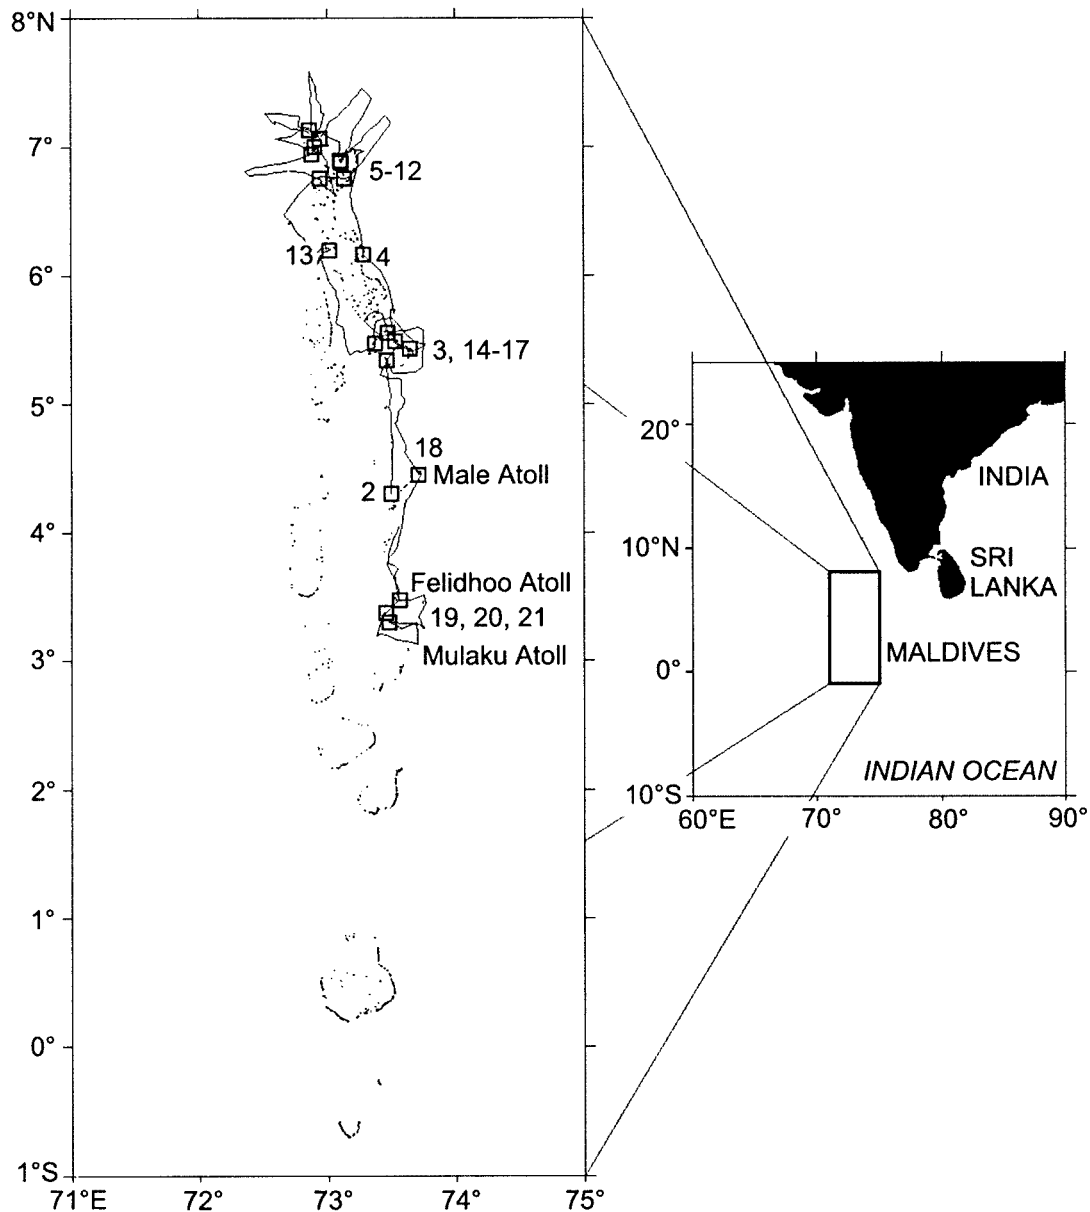 8°N
7°
5-12
13
4
6°
3, 14-17
5°
18
Male Atoll
2
4°
Felidhoo Atoll
19, 20, 21
Mulaku Atoll
3°
2°
1°
0°
1°S
71°E
72°
73°
74°
75°
20°
INDIA
10°N
SRI
LANKA
MALDIVES
0°
INDIAN OCEAN
10°S
60°E
70°
80°
90°